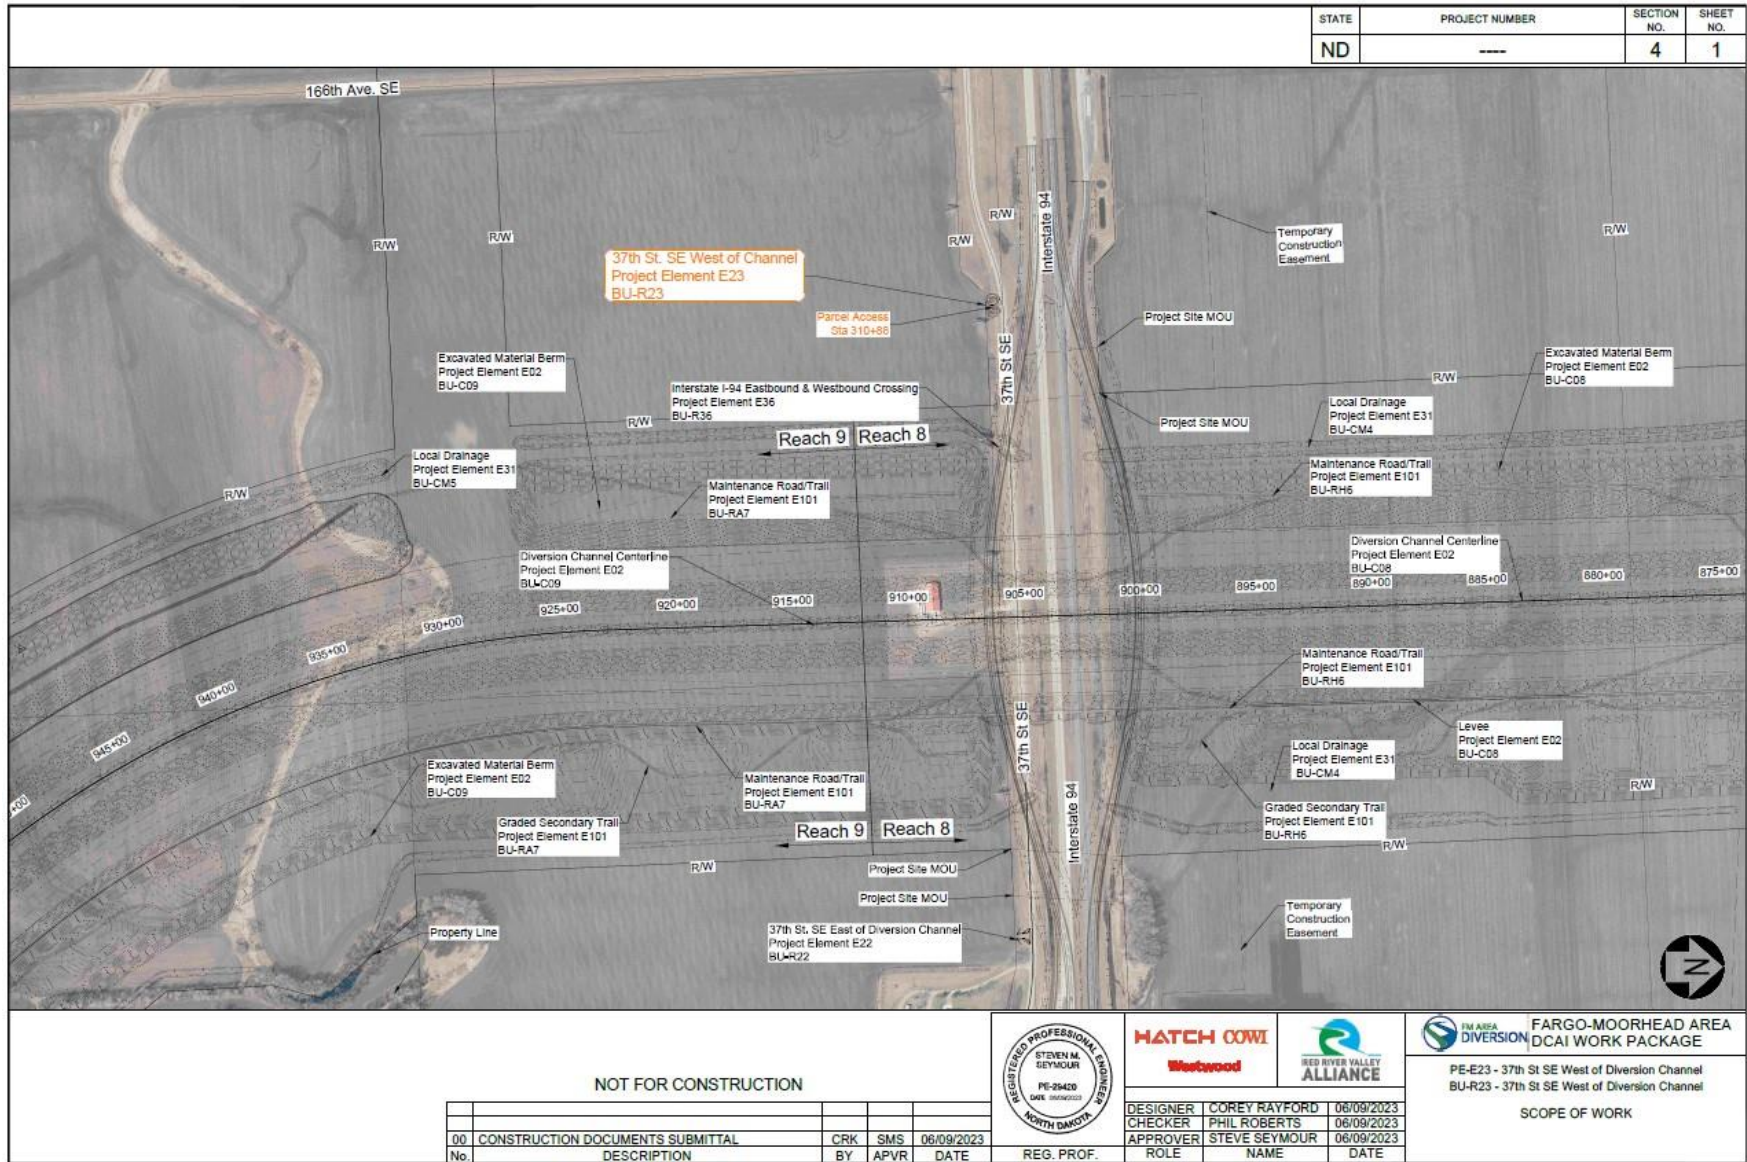 STATE
PROJECT NUMBER
SECTION NO.
SHEET NO.
ND
----
4
1
166th Ave. SE
R/W
R/W
R/W
R/W
R/W
Interstate 94
Temporary
Construction
Easement
37th St. SE West of Channel
Project Element E23
BU-R23
Parcel Access
Sta 310+88
Project Site MOU
37th St SE
Excavated Material Berm
Project Element E02
BU-C09
Interstate I-94 Eastbound & Westbound Crossing
Project Element E36
BU-R36
Excavated Material Berm
Project Element E02
BU-C08
R/W
R/W
Project Site MOU
Local Drainage
Project Element E31
BU-CM4
Reach 9
Reach 8
Local Drainage
Project Element E31
BU-CM5
R/W
Maintenance Road/Trail
Project Element E101
BU-RA7
Maintenance Road/Trail
Project Element E101
BU-RH6
Diversion Channel Centerline
Project Element E02
BU-C09
Diversion Channel Centerline
Project Element E02
BU-C08
+00
945+00
940+00
935+00
930+00
925+00
920+00
915+00
910+00
905+00
900+00
895+00
890+00
885+00
880+00
875+00
Maintenance Road/Trail
Project Element E101
BU-RH6
37th St SE
Levee
Project Element E02
BU-C08
Local Drainage
Project Element E31
BU-CM4
Excavated Material Berm
Project Element E02
BU-C09
Maintenance Road/Trail
Project Element E101
BU-RA7
Interstate 94
R/W
Graded Secondary Trail
Project Element E101
BU-RA7
Graded Secondary Trail
Project Element E101
BU-RH6
Reach 9
Reach 8
R/W
R/W
Project Site MOU
Project Site MOU
Property Line
37th St. SE East of Diversion Channel
Project Element E22
BU-R22
Temporary
Construction
Easement
N
NOT FOR CONSTRUCTION
00 CONSTRUCTION DOCUMENTS SUBMITTAL CRK SMS 06/09/2023
No. DESCRIPTION BY APVR DATE
REGISTERED PROFESSIONAL ENGINEER
STEVEN M.
SEYMOUR
PE-29420
DATE 06/09/2023
NORTH DAKOTA
REG. PROF.
HATCH COWI
Westwood
RED RIVER VALLEY
ALLIANCE
DESIGNER COREY RAYFORD 06/09/2023
CHECKER PHIL ROBERTS 06/09/2023
APPROVER STEVE SEYMOUR 06/09/2023
ROLE NAME DATE
FM AREA
DIVERSION
FARGO-MOORHEAD AREA
DCAI WORK PACKAGE
PE-E23 - 37th St SE West of Diversion Channel
BU-R23 - 37th St SE West of Diversion Channel
SCOPE OF WORK